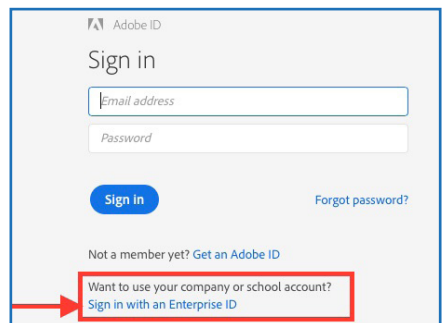 Adobe ID
Sign in
Email address
Password
Sign in
Forgot password?
Not a member yet? Get an Adobe ID
Want to use your company or school account?
Sign in with an Enterprise ID